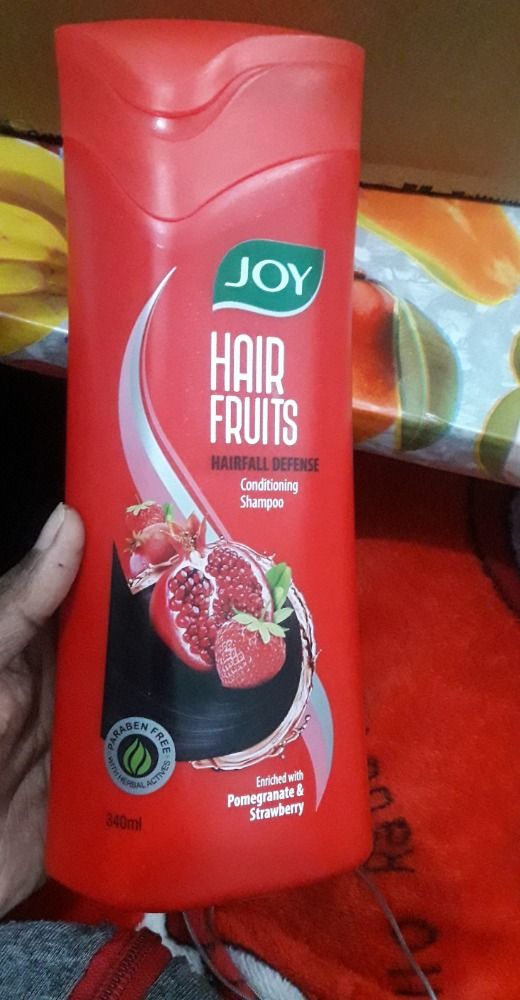 JOY
HAIR
FRUITS
HAIRFALL DEFENSE
Conditioning
Shampoo
PARABEN FREE
WITH HERBAL ACTIVES
Enriched with
Pomegranate &
Strawberry
340ml